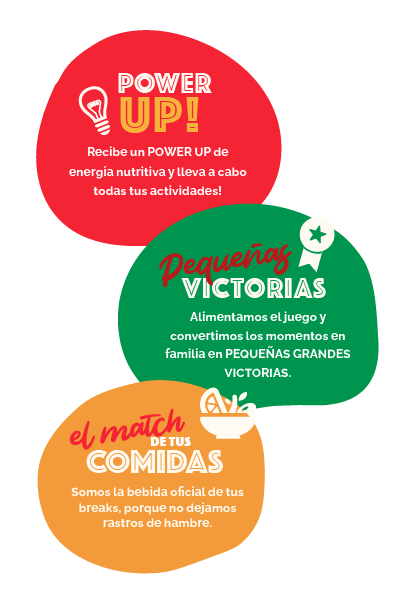 POWER
UP!
Recibe un POWER UP de
energía nutritiva y lleva a cabo
todas tus actividades!
Pequeñas
VICTORIAS
Alimentamos el juego y
convertimos los momentos en
familia en PEQUEÑAS GRANDES
VICTORIAS.
el match
DE TUS
COMIDAS
Somos la bebida oficial de tus
breaks, porque no dejamos
rastros de hambre.